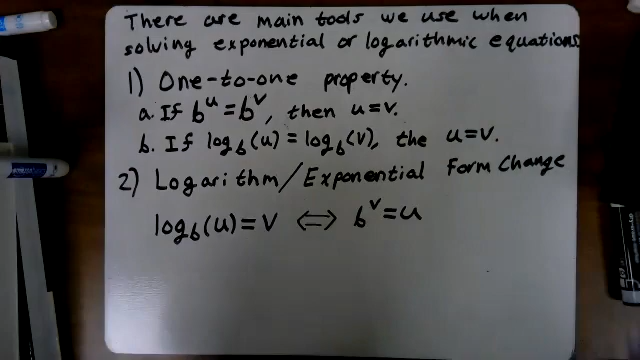 There are main tools we use when
solving exponential or logarithmic equations
1) One-to-one property.
a. If b^u = b^v, then u=v.
b. If log_b(u) = log_b(v), the u=v.
2) Logarithm/Exponential Form Change
log_b(u) = v ⇔ b^v = u